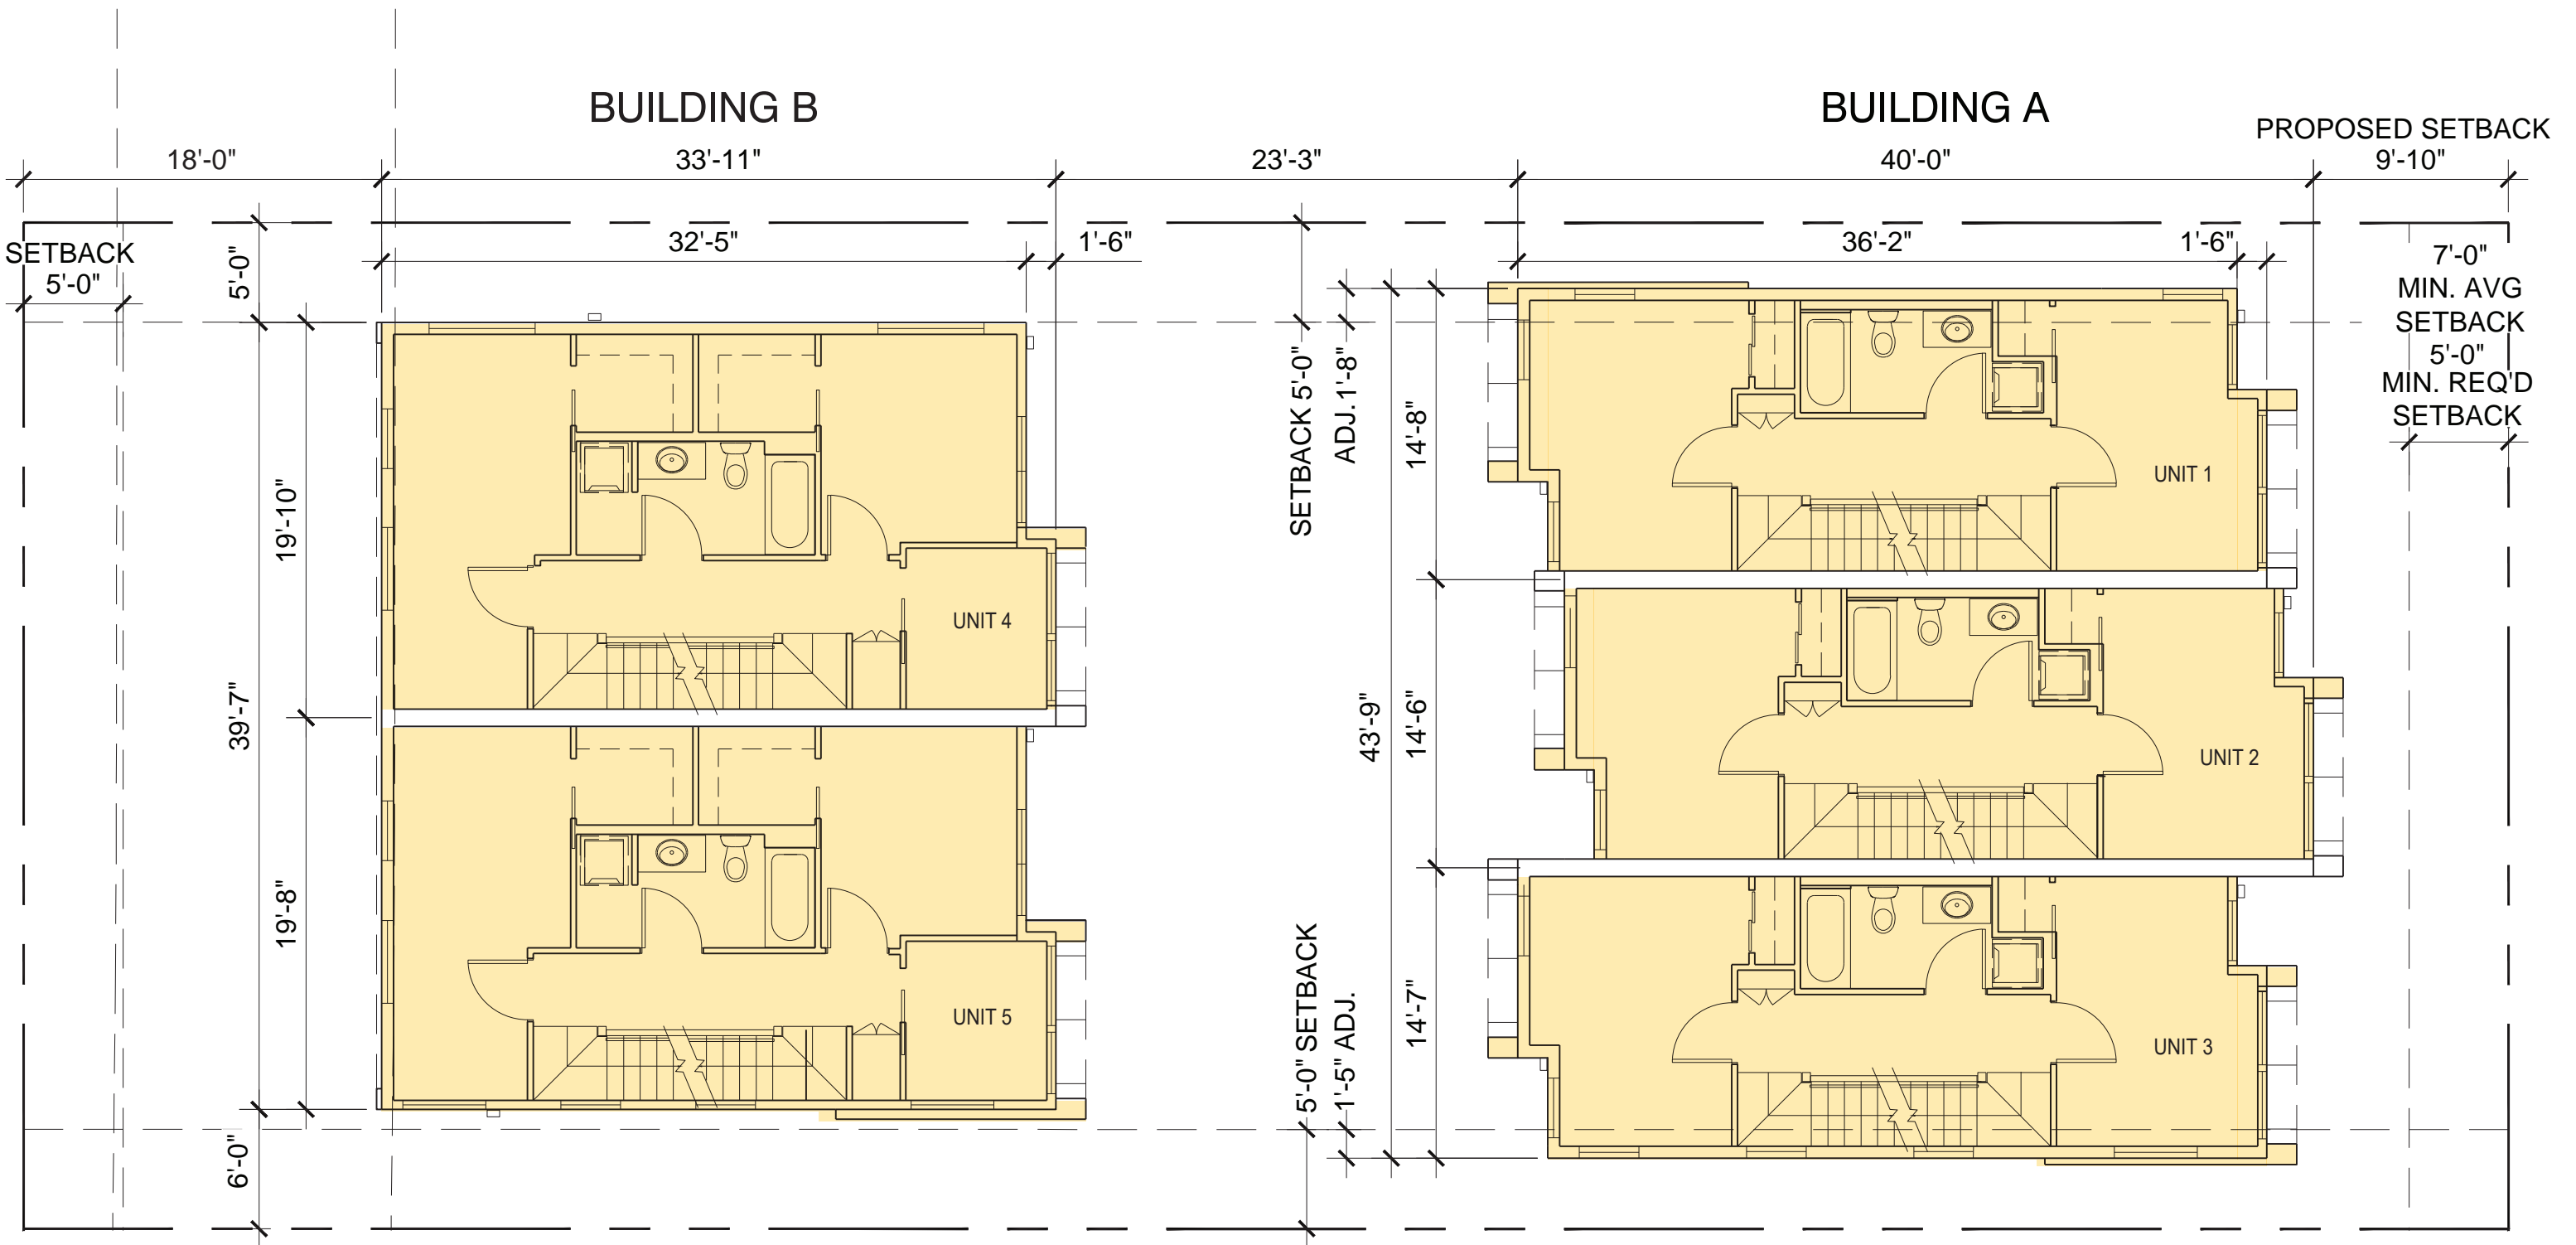 BUILDING B
BUILDING A
PROPOSED SETBACK
18'-0"
33'-11"
23'-3"
40'-0"
9'-10"
SETBACK
5'-0"
5'-0"
32'-5"
1'-6"
36'-2"
1'-6"
7'-0"
MIN. AVG
SETBACK
5'-0"
MIN. REQ'D
SETBACK
SETBACK 5'-0"
ADJ. 1'-8"
14'-8"
UNIT 1
19'-10"
UNIT 4
39'-7"
43'-9"
14'-6"
UNIT 2
19'-8"
UNIT 5
5'-0" SETBACK
1'-5" ADJ.
14'-7"
UNIT 3
6'-0"